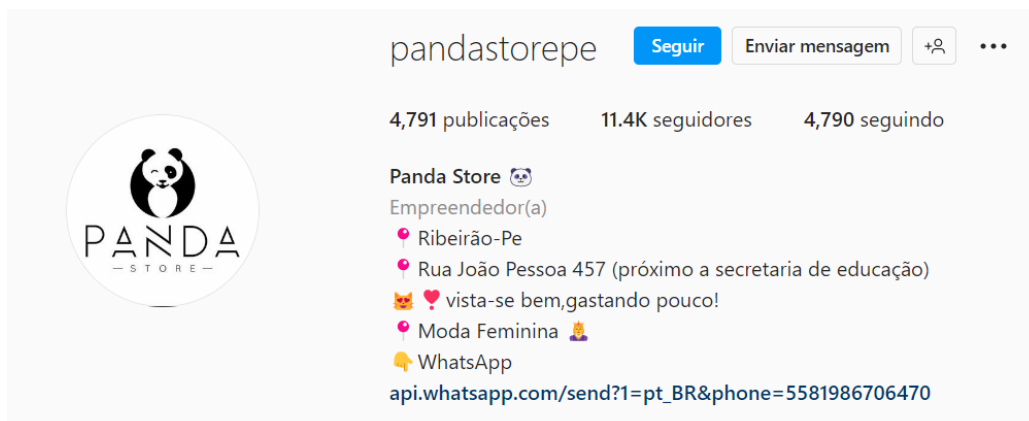 pandastorepe Seguir Enviar mensagem
4,791 publicações 11.4K seguidores 4,790 seguindo
PANDA
STORE
Panda Store 🐼
Empreendedor(a)
📍 Ribeirão-Pe
📍 Rua João Pessoa 457 (próximo a secretaria de educação)
😻❣️ vista-se bem,gastando pouco!
📍 Moda Feminina 🤴
👇 WhatsApp
api.whatsapp.com/send?1=pt_BR&phone=5581986706470